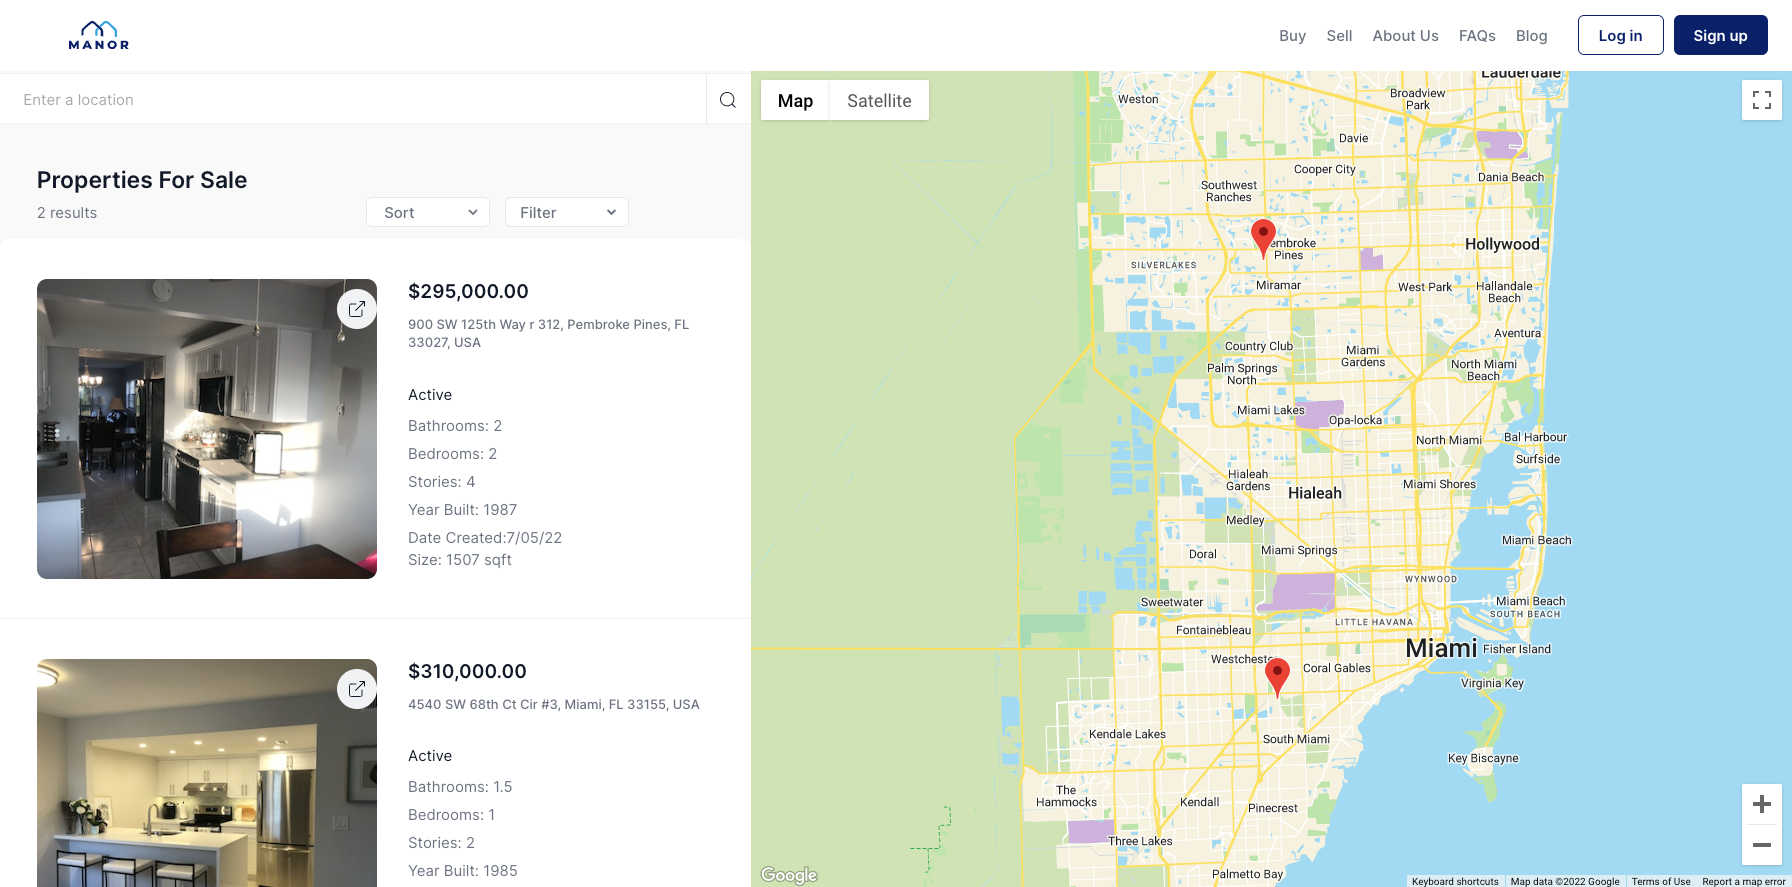 MANOR
Buy
Sell
About Us
FAQs
Blog
Log in
Sign up
Enter a location
Properties For Sale
2 results
Sort
Filter
$295,000.00
900 SW 125th Way r 312, Pembroke Pines, FL
33027, USA
Active
Bathrooms: 2
Bedrooms: 2
Stories: 4
Year Built: 1987
Date Created:7/05/22
Size: 1507 sqft
$310,000.00
4540 SW 68th Ct Cir #3, Miami, FL 33155, USA
Active
Bathrooms: 1.5
Bedrooms: 1
Stories: 2
Year Built: 1985
Map
Satellite
Lauderdale
Weston
Broadview
Park
Davie
Cooper City
Dania Beach
Southwest
Ranches
Hollywood
embroke
Pines
SILVERLAKES
Miramar
West Park
Hallandale
Beach
Aventura
Country Club
Miami
Gardens
Palm Springs
North
North Miami
Beach
Miami Lakes
Opa-locka
North Miami
Bal Harbour
Surfside
Hialeah
Gardens
Hialeah
Miami Shores
Medley
Miami Beach
Doral
Miami Springs
WYNWOOD
Sweetwater
Miami Beach
SOUTH BEACH
Fontainebleau
LITTLE HAVANA
Miami
Fisher Island
Westcheste
Coral Gables
Virginia Key
Kendale Lakes
South Miami
Key Biscayne
The
Hammocks
Kendall
Pinecrest
Three Lakes
Palmetto Bay
Google
Keyboard shortcuts
Map data ©2022 Google
Terms of Use
Report a map error